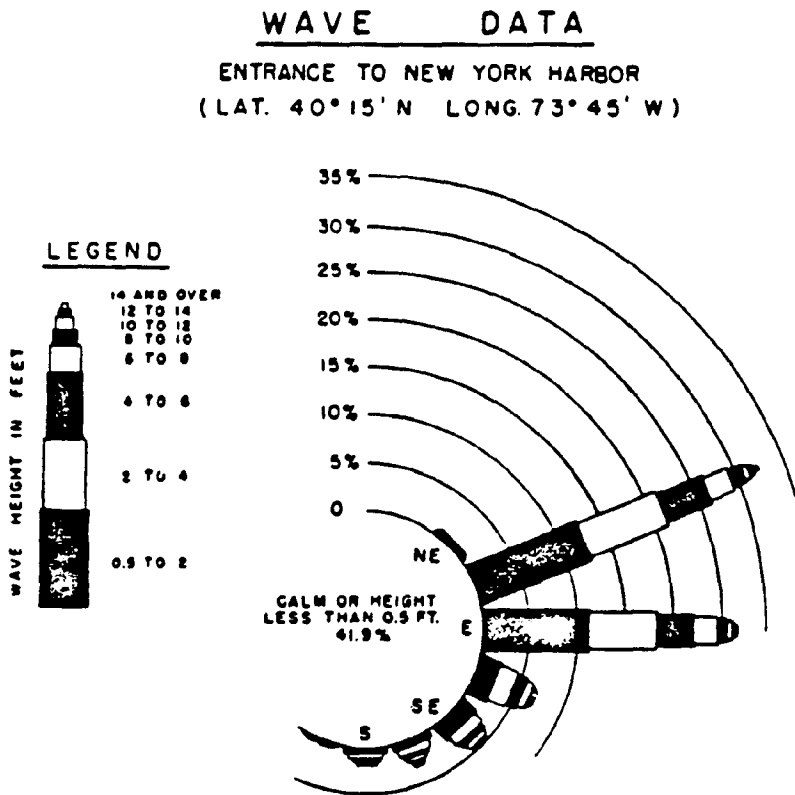 WAVE DATA
ENTRANCE TO NEW YORK HARBOR
(LAT. 40°15'N LONG. 73°45' W)
LEGEND
WAVE HEIGHT IN FEET
14 AND OVER
12 TO 14
10 TO 12
8 TO 10
6 TO 8
4 TO 6
2 TO 4
0.5 TO 2
35%
30%
25%
20%
15%
10%
5%
0
NE
CALM OR HEIGHT
LESS THAN 0.5 FT.
41.9%
E
SE
S